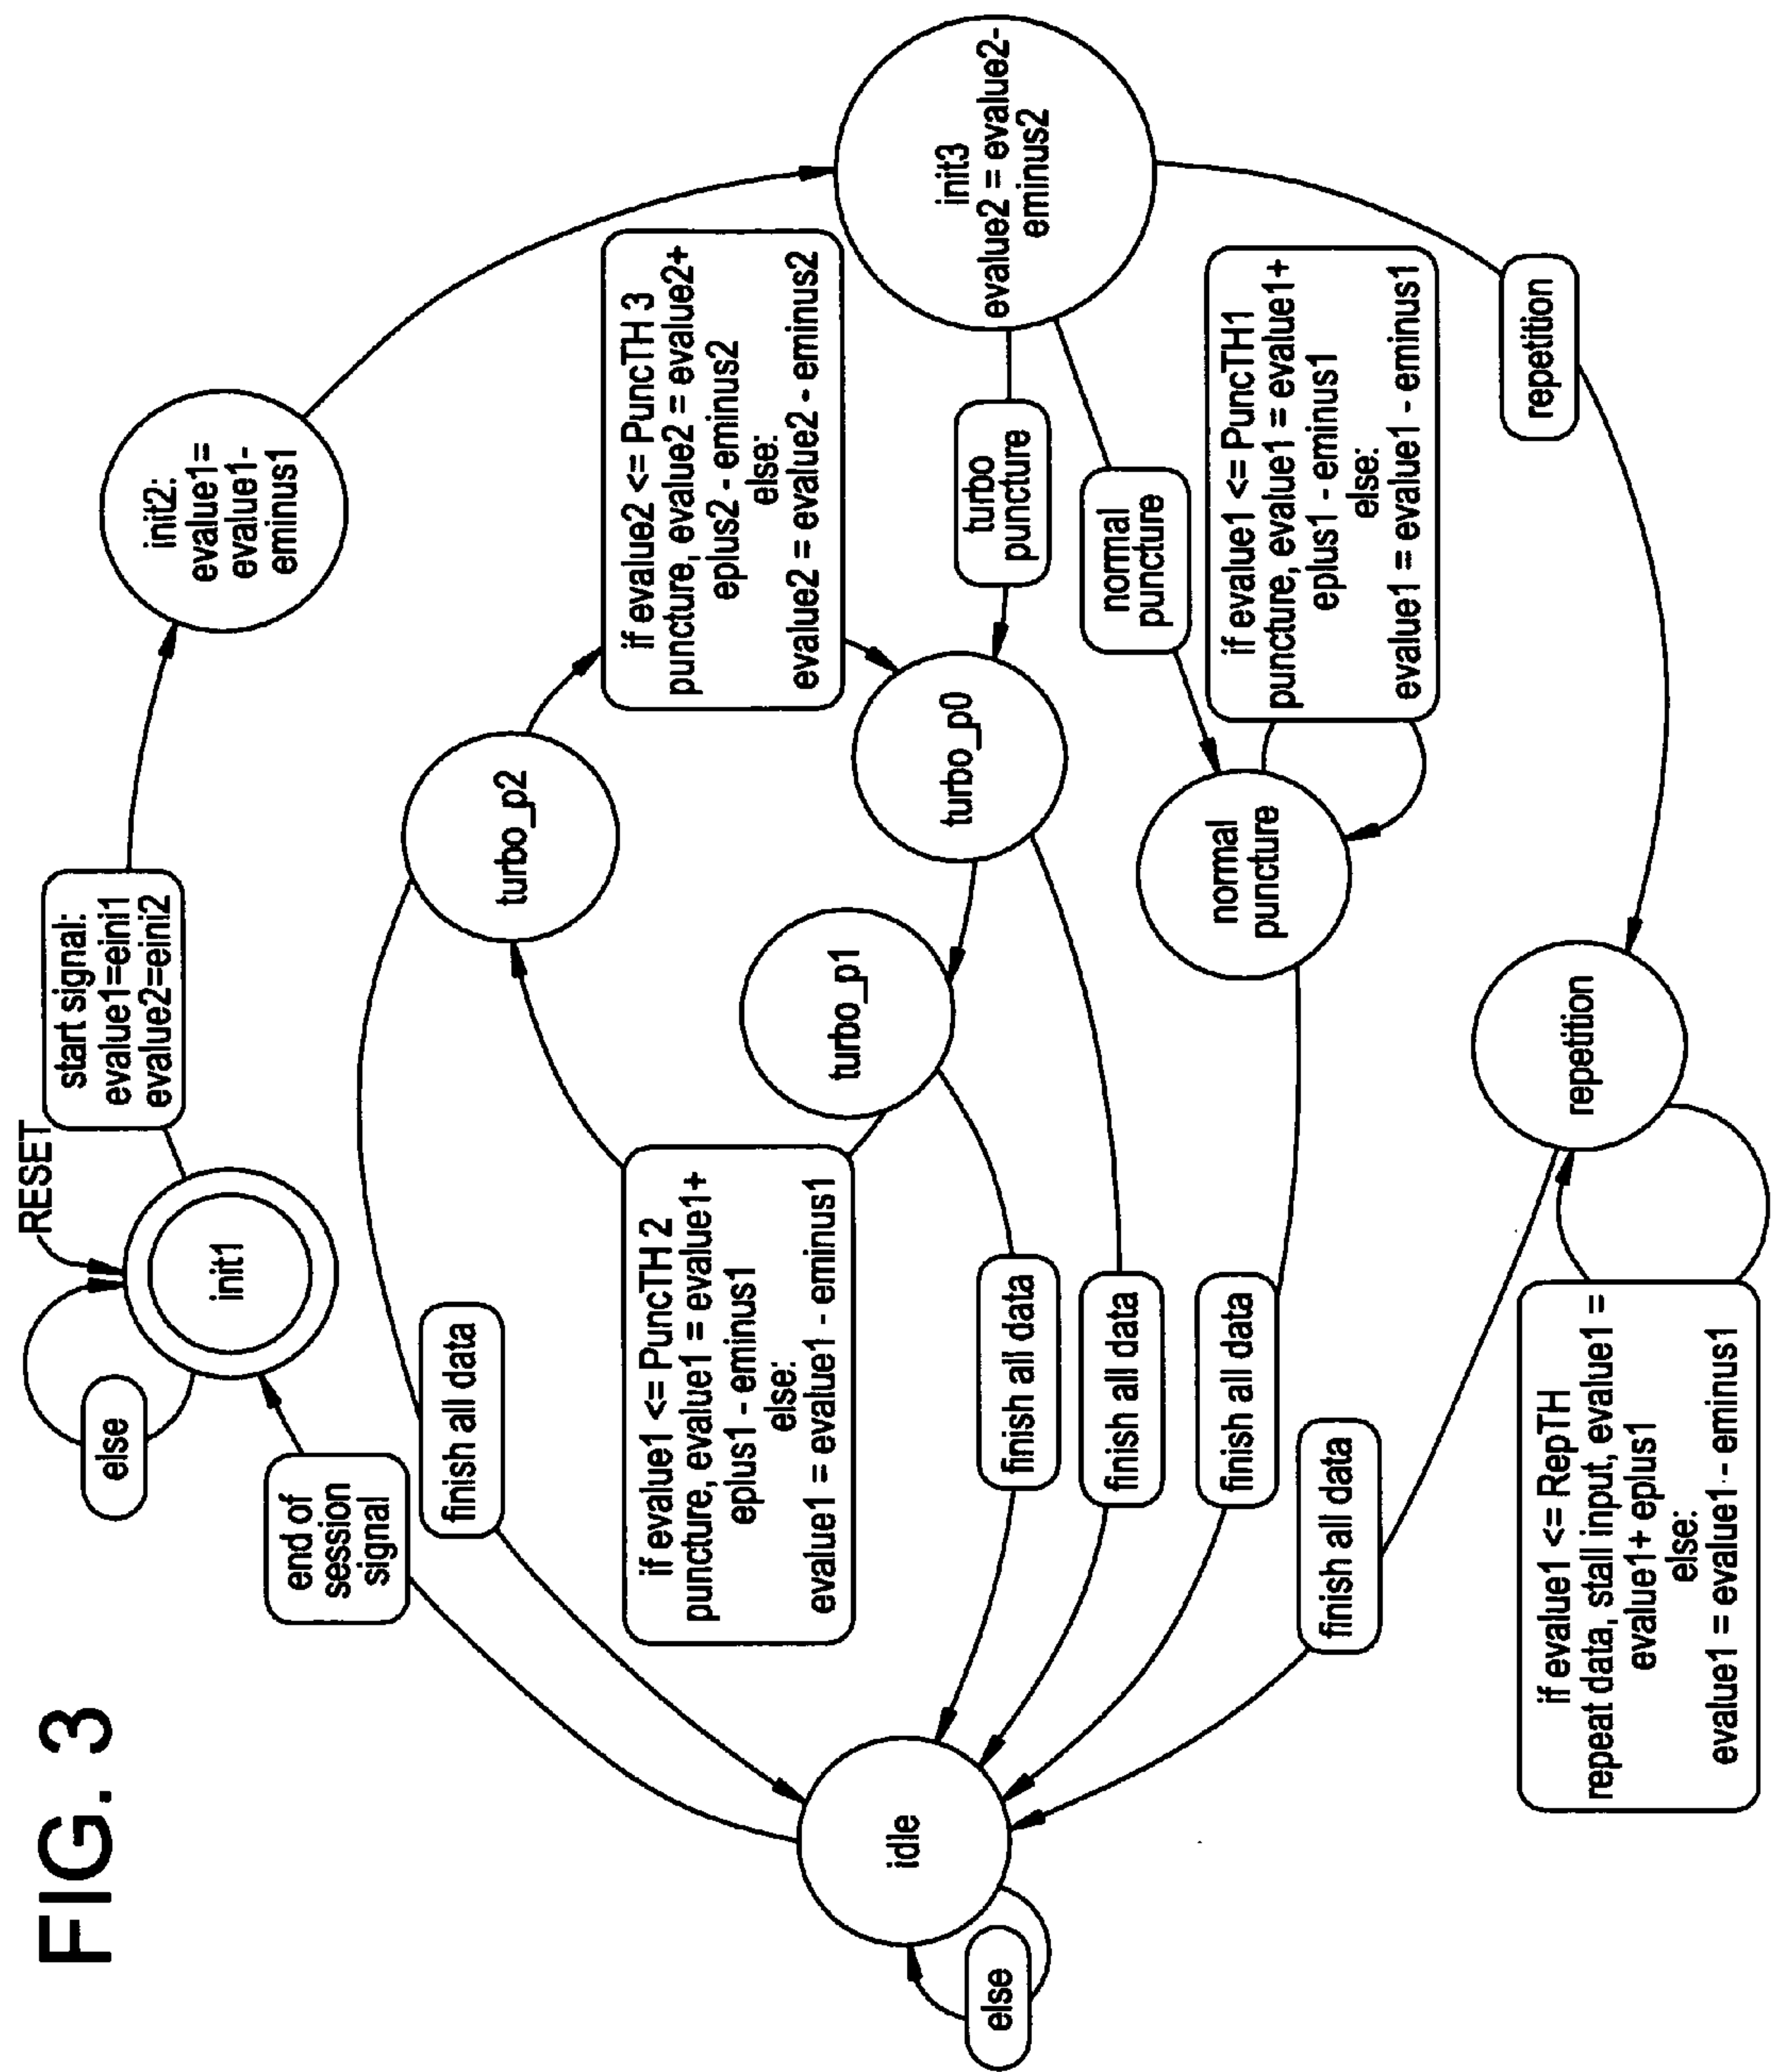 FIG. 3
RESET
else
init1
start signal:
evalue1=eini1
evalue2=eini2
init2:
evalue1=
evalue1-
eminus1
end of
session
signal
finish all data
turbo_p2
if evalue2 <= PuncTH 3
puncture, evalue2 = evalue2+
eplus2 - eminus2
else:
evalue2 = evalue2 - eminus2
init3
evalue2 = evalue2-
eminus2
if evalue1 <= PuncTH 2
puncture, evalue1 = evalue1+
eplus1 - eminus1
else:
evalue1 = evalue1 - eminus1
turbo_p1
turbo_p0
turbo
puncture
idle
else
finish all data
finish all data
finish all data
normal
puncture
normal
puncture
if evalue1 <= PuncTH1
puncture, evalue1 = evalue1+
eplus1 - eminus1
else:
evalue1 = evalue1 - eminus1
finish all data
repetition
repetition
if evalue1 <= RepTH
repeat data, stall input, evalue1 =
evalue1+ eplus1
else:
evalue1 = evalue1 - eminus1